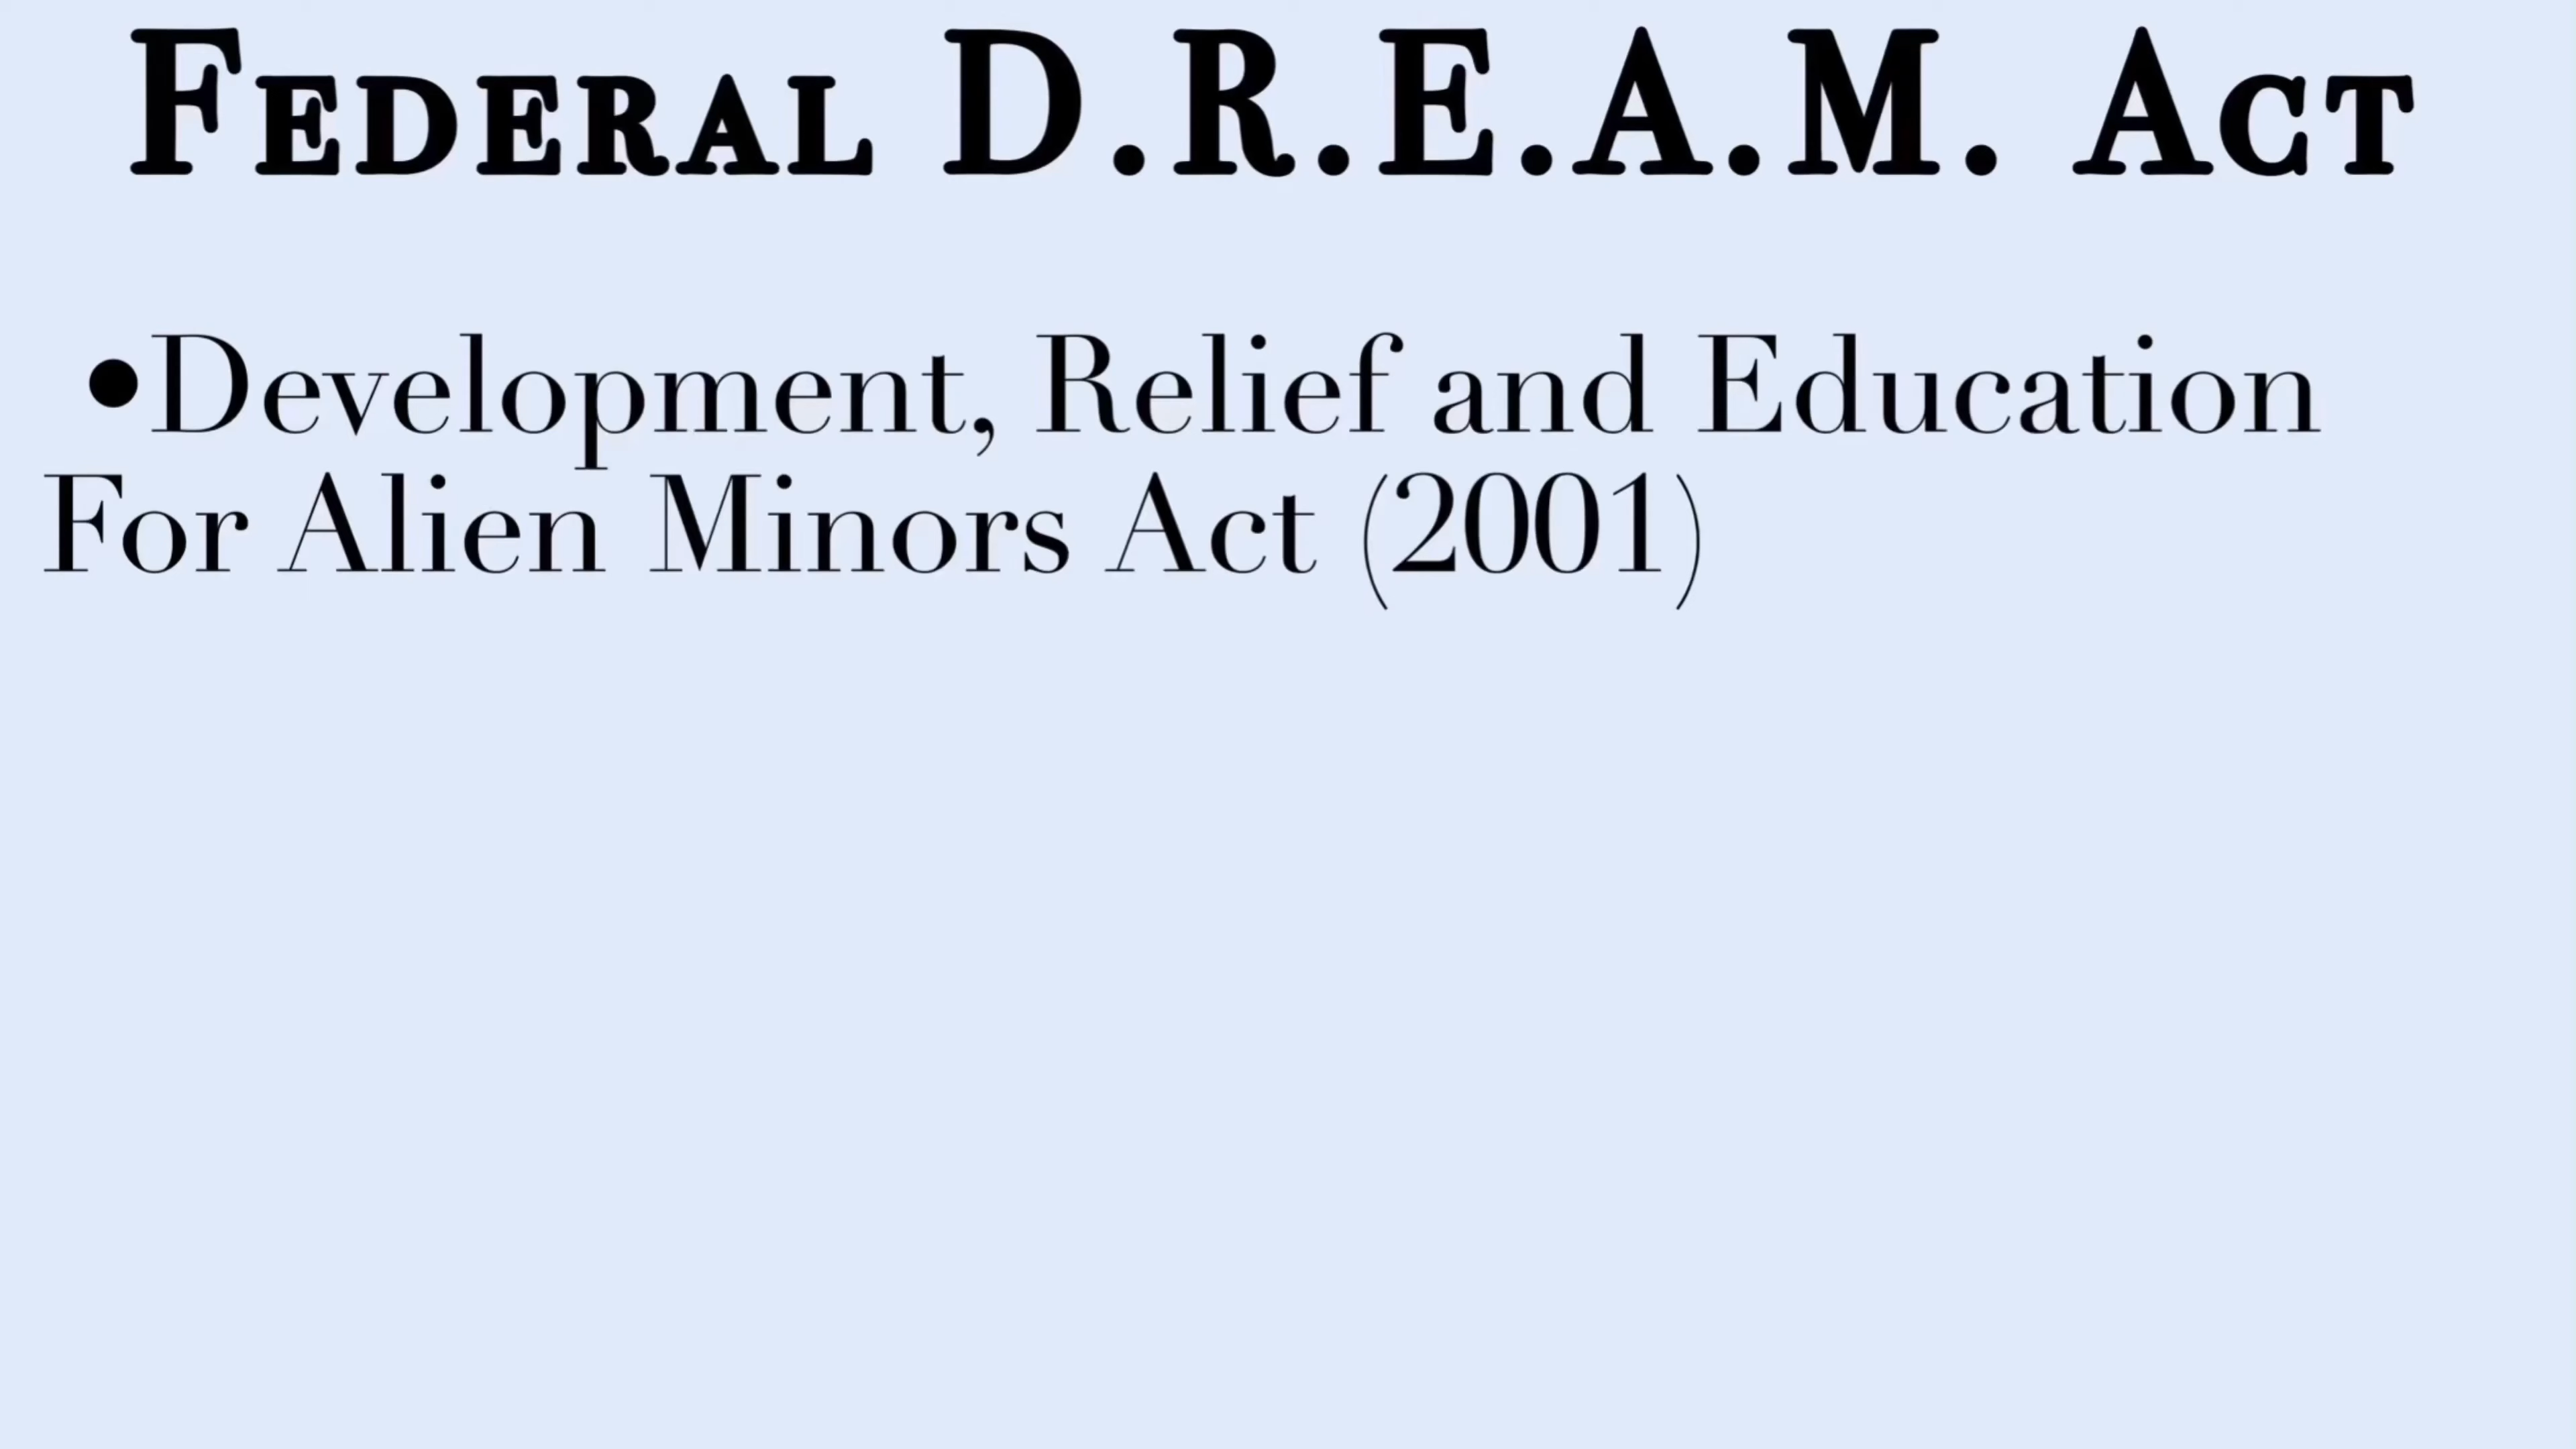 Federal D.R.E.A.M. Act
•Development, Relief and Education
For Alien Minors Act (2001)